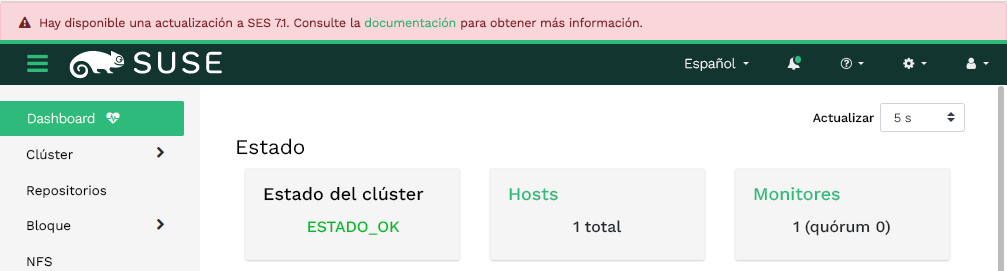 Hay disponible una actualización a SES 7.1. Consulte la documentación para obtener más información.
SUSE Español
Dashboard
Actualizar 5 s
Estado
Clúster
Repositorios
Bloque
NFS
Estado del clúster
ESTADO_OK
Hosts
1 total
Monitores
1 (quórum 0)